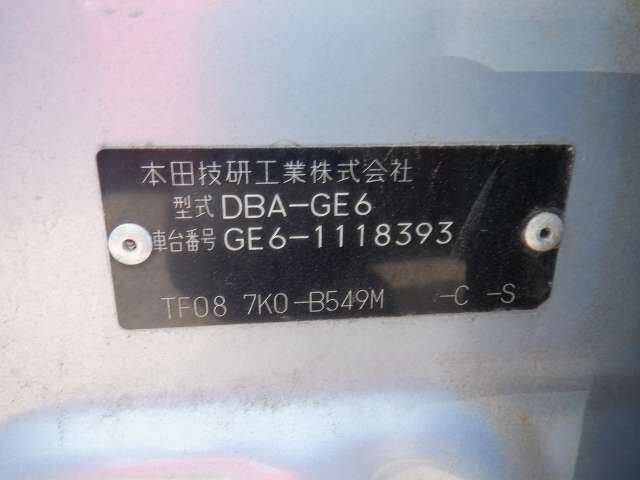 本田技研工業株式会社
型式 DBA-GE6
車台番号 GE6-1118393
TF08 7K0-B549M -C -S